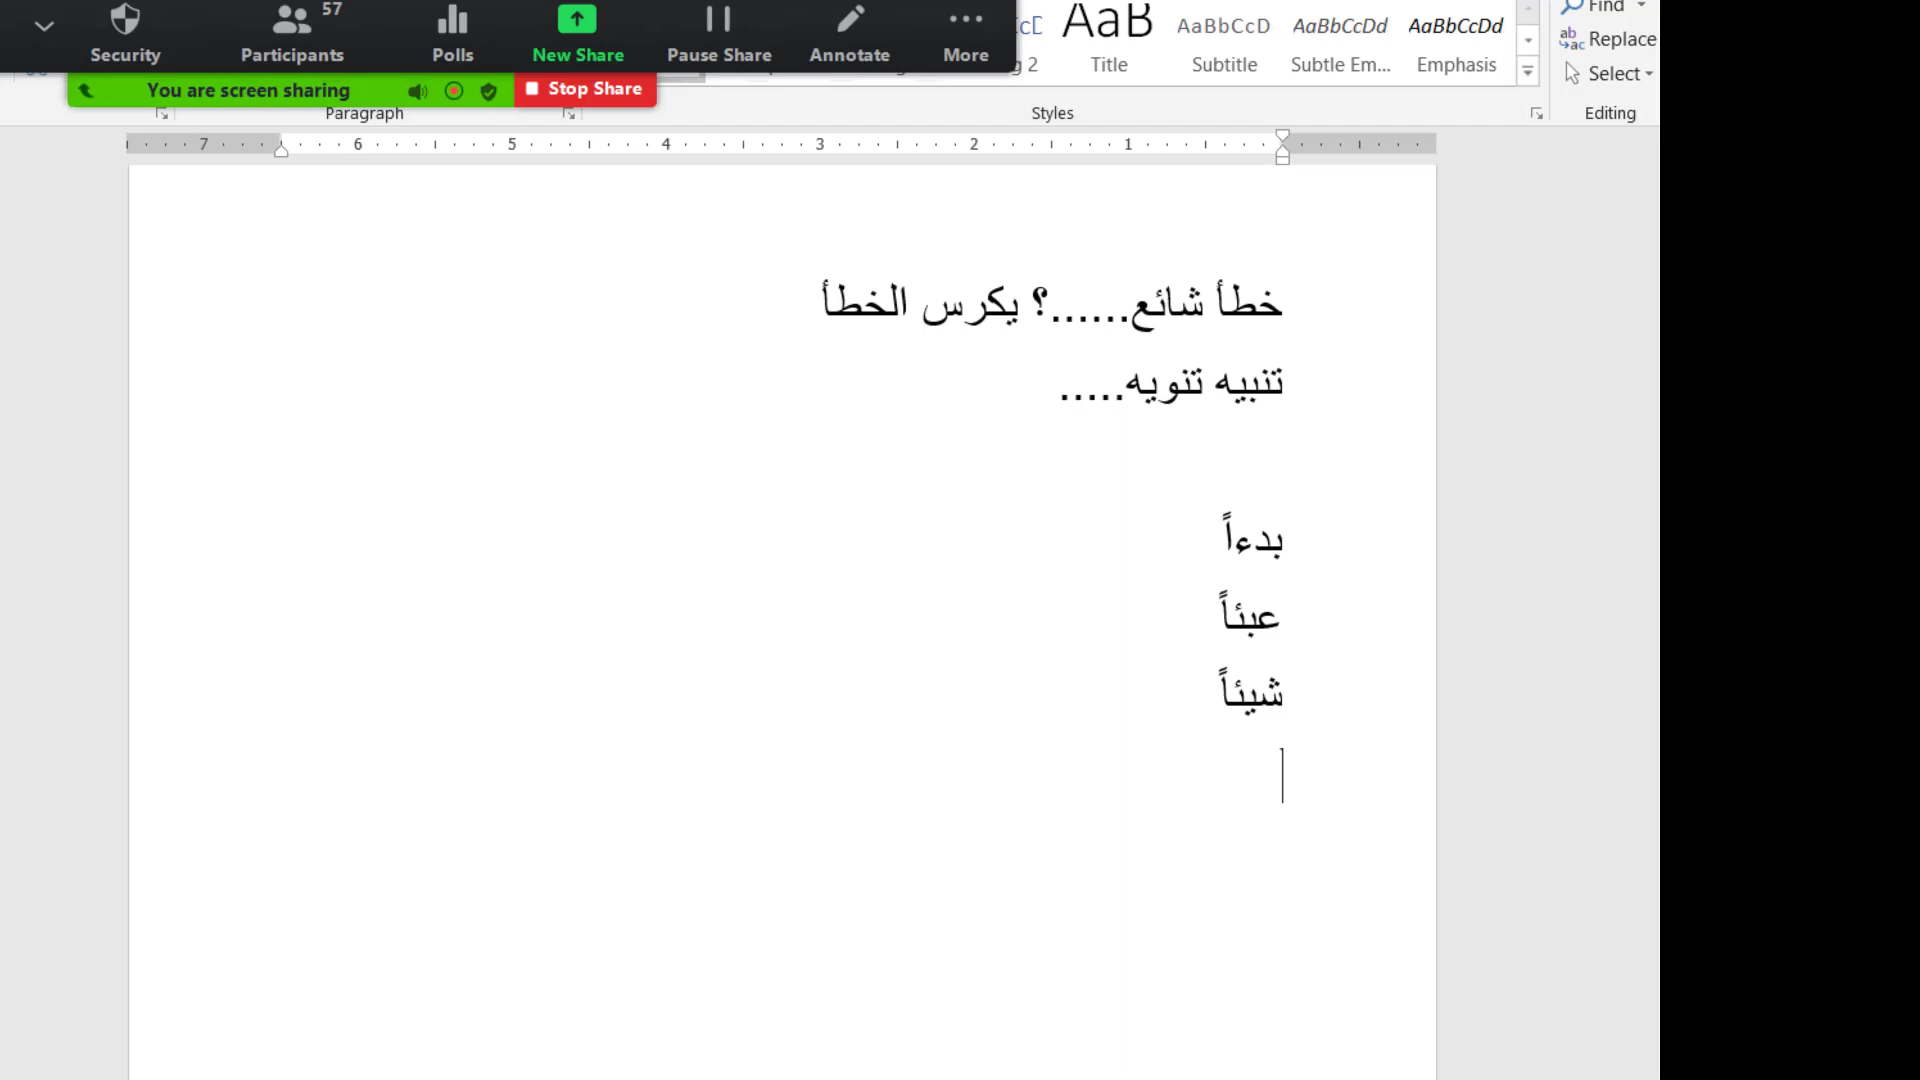 57
Security Participants Polls New Share Pause Share Annotate More
AaB AaBbCcD AaBbCcDd AaBbCcDd
g 2 Title Subtitle Subtle Em... Emphasis
Find
Replace
Select
You are screen sharing Stop Share
Paragraph Styles Editing
7 6 5 4 3 2 1
خطأ شائع......؟ يكرس الخطأ
تنبيه تنويه.....
بدءاً
عبئاً
شيئاً